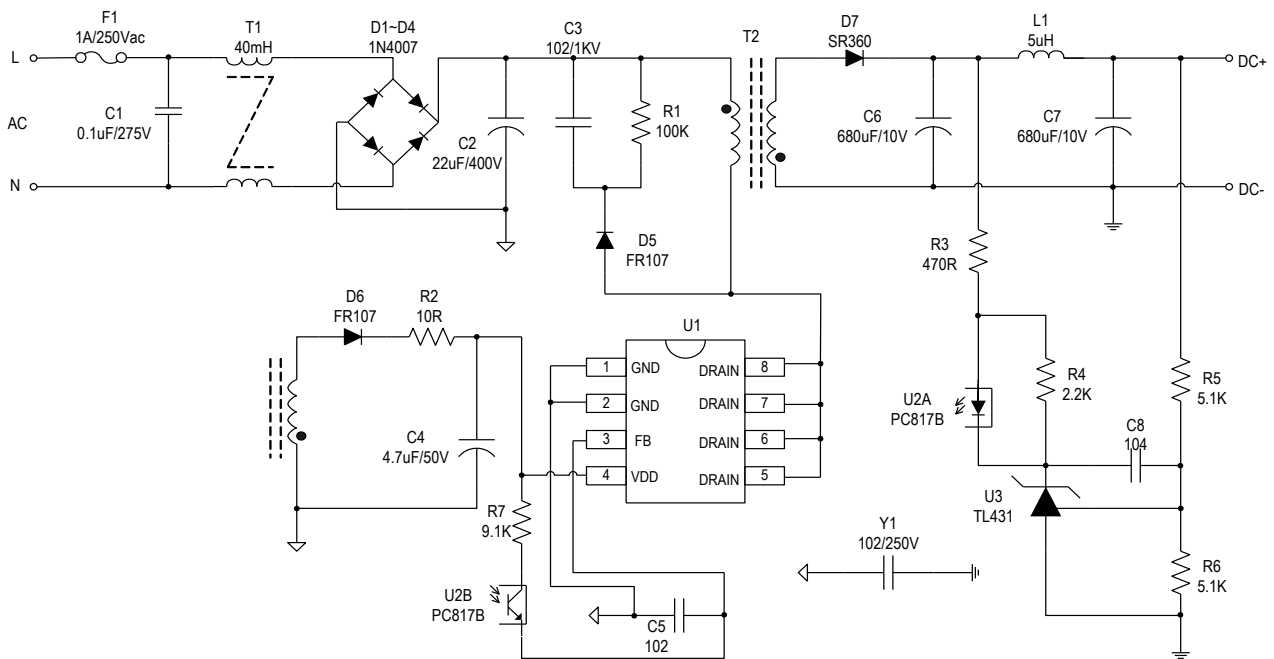 F1
1A/250Vac
T1
40mH
D1~D4
1N4007
C3
102/1KV
T2
D7
SR360
L1
5uH
L
DC+
AC
C1
0.1uF/275V
C2
22uF/400V
R1
100K
C6
680uF/10V
C7
680uF/10V
N
DC-
D5
FR107
R3
470R
D6
FR107
R2
10R
U1
1
GND
DRAIN
8
2
GND
DRAIN
7
3
FB
DRAIN
6
4
VDD
DRAIN
5
C4
4.7uF/50V
U2A
PC817B
R4
2.2K
R5
5.1K
C8
104
R7
9.1K
U3
TL431
Y1
102/250V
R6
5.1K
U2B
PC817B
C5
102